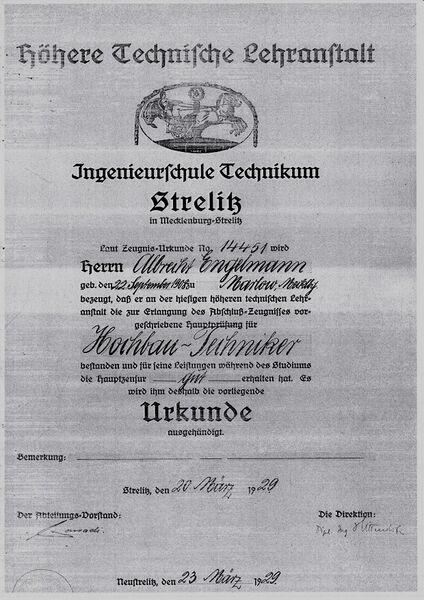 Höhere Technische Lehranstalt
Ingenieurschule Technikum
Strelitz
in Mecklenburg-Strelitz
Laut Zeugnis-Urkunde No. 14451 wird
Herrn Albrecht Engelmann
geb. den 22 September zu Marlow,
bezeugt, daß er an der hiesigen höheren technischen Lehr-
anstalt die zur Erlangung des Abschluß-Zeugnisses vor-
geschriebene Hauptprüfung für
Hochbau-Techniker
bestanden und für seine Leistungen während des Studiums
die Hauptzensur gut erhalten hat. Es
wird ihm deshalb die vorliegende
Urkunde
ausgehändigt.
Bemerkung:
Strelitz, den 20 März 1929.
Der Abteilungs-Vorstand:
Die Direktion:
Dipl. Ing
Neustrelitz, den 23 März 1929.